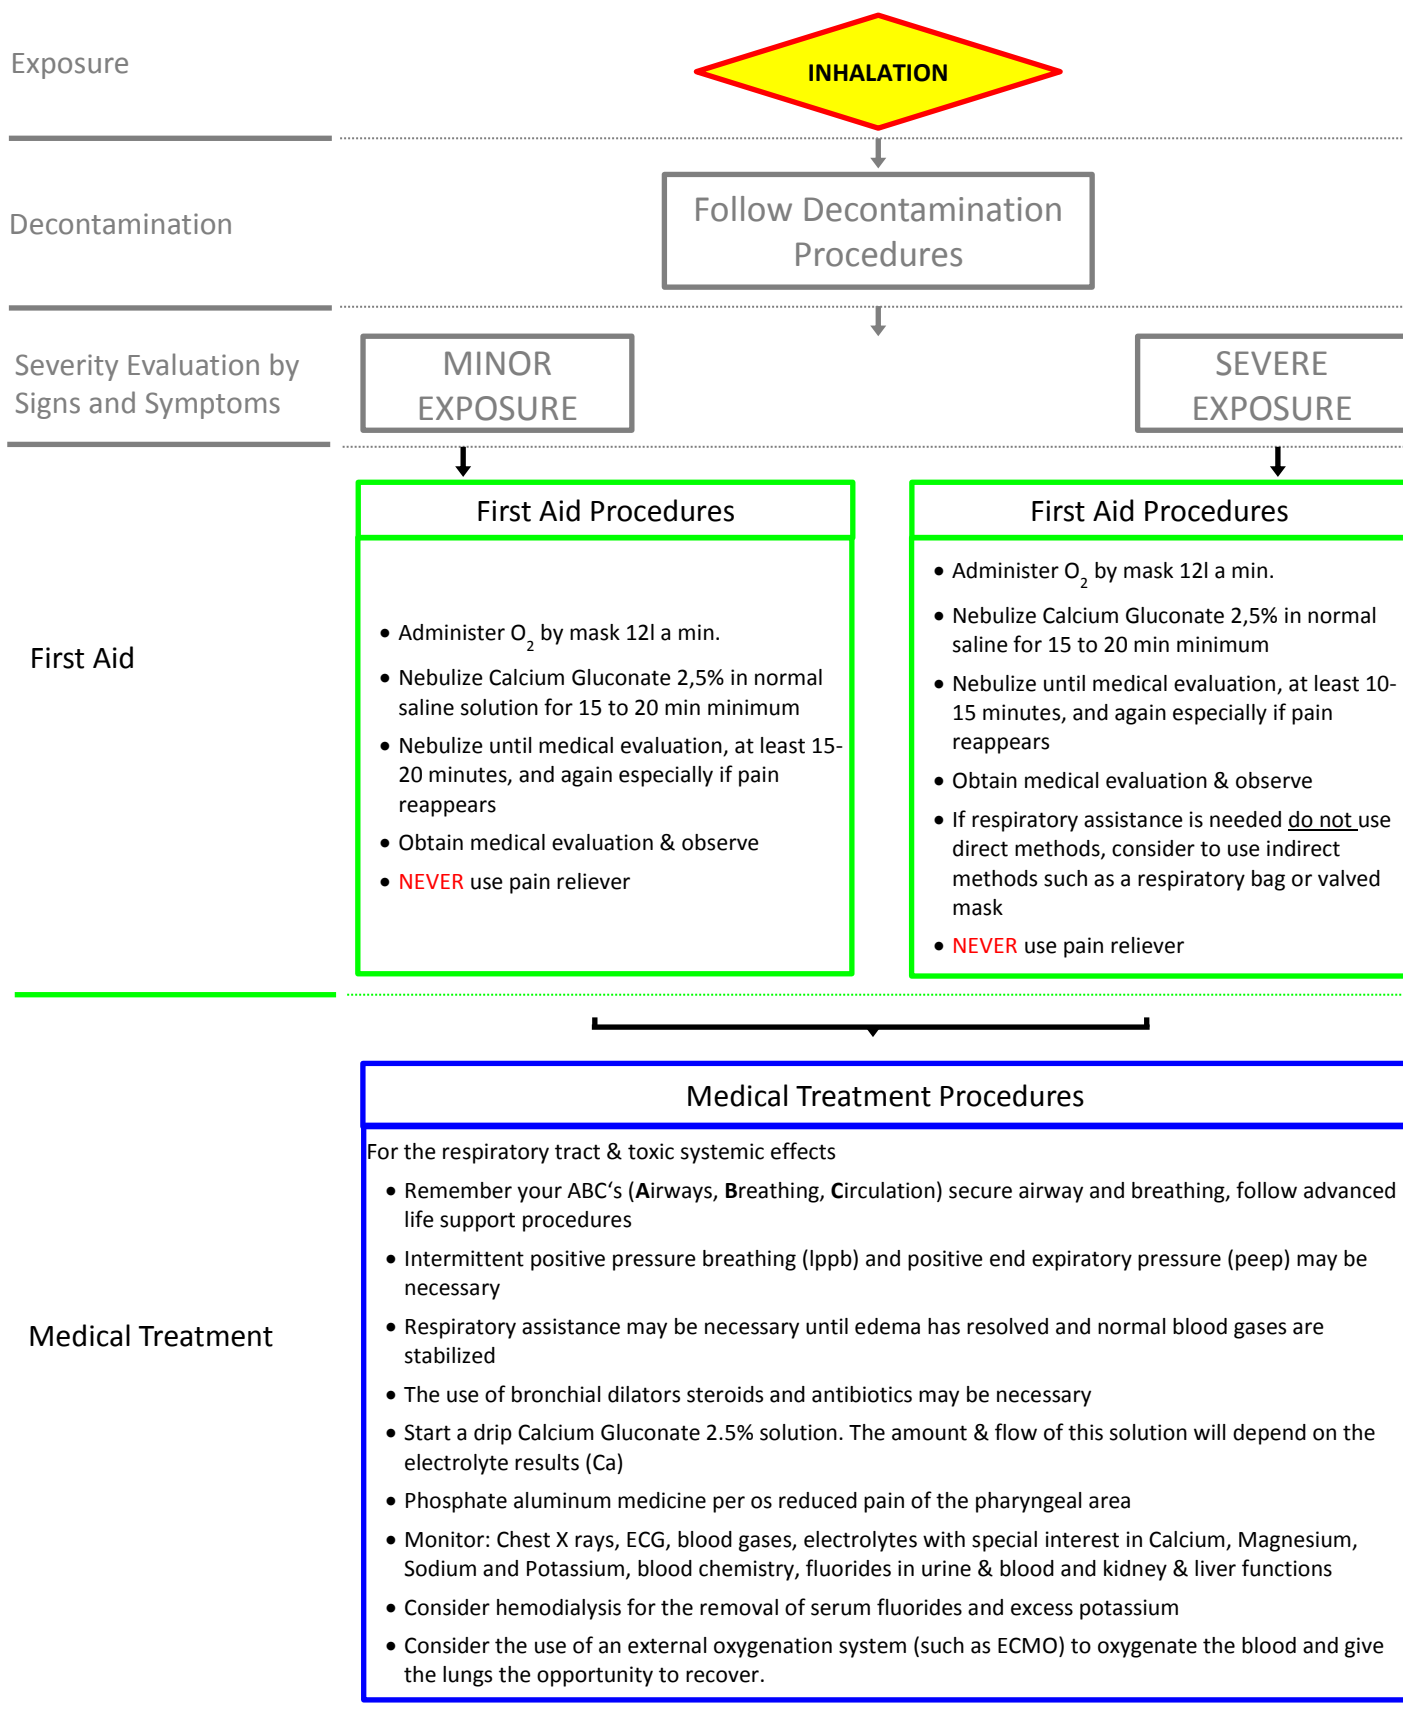 Exposure
INHALATION
Decontamination
Follow Decontamination
Procedures
Severity Evaluation by
Signs and Symptoms
MINOR
EXPOSURE
SEVERE
EXPOSURE
First Aid
First Aid Procedures
• Administer O2 by mask 12l a min.
• Nebulize Calcium Gluconate 2,5% in normal
saline solution for 15 to 20 min minimum
• Nebulize until medical evaluation, at least 15-
20 minutes, and again especially if pain
reappears
• Obtain medical evaluation & observe
• NEVER use pain reliever
First Aid Procedures
• Administer O2 by mask 12l a min.
• Nebulize Calcium Gluconate 2,5% in normal
saline for 15 to 20 min minimum
• Nebulize until medical evaluation, at least 10-
15 minutes, and again especially if pain
reappears
• Obtain medical evaluation & observe
• If respiratory assistance is needed do not use
direct methods, consider to use indirect
methods such as a respiratory bag or valved
mask
• NEVER use pain reliever
Medical Treatment
Medical Treatment Procedures
For the respiratory tract & toxic systemic effects
• Remember your ABC‘s (Airways, Breathing, Circulation) secure airway and breathing, follow advanced
life support procedures
• Intermittent positive pressure breathing (lppb) and positive end expiratory pressure (peep) may be
necessary
• Respiratory assistance may be necessary until edema has resolved and normal blood gases are
stabilized
• The use of bronchial dilators steroids and antibiotics may be necessary
• Start a drip Calcium Gluconate 2.5% solution. The amount & flow of this solution will depend on the
electrolyte results (Ca)
• Phosphate aluminum medicine per os reduced pain of the pharyngeal area
• Monitor: Chest X rays, ECG, blood gases, electrolytes with special interest in Calcium, Magnesium,
Sodium and Potassium, blood chemistry, fluorides in urine & blood and kidney & liver functions
• Consider hemodialysis for the removal of serum fluorides and excess potassium
• Consider the use of an external oxygenation system (such as ECMO) to oxygenate the blood and give
the lungs the opportunity to recover.